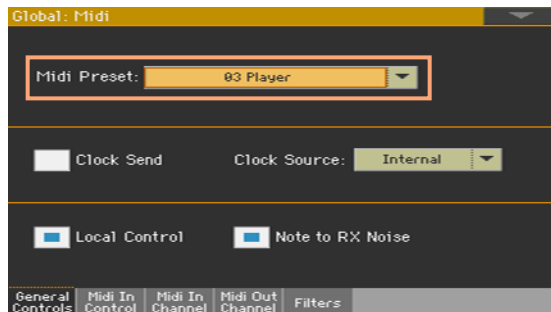 Global: Midi
Midi Preset: 03 Player
Clock Send Clock Source: Internal
Local Control Note to RX Noise
General Controls Midi In Control Midi In Channel Midi Out Channel Filters